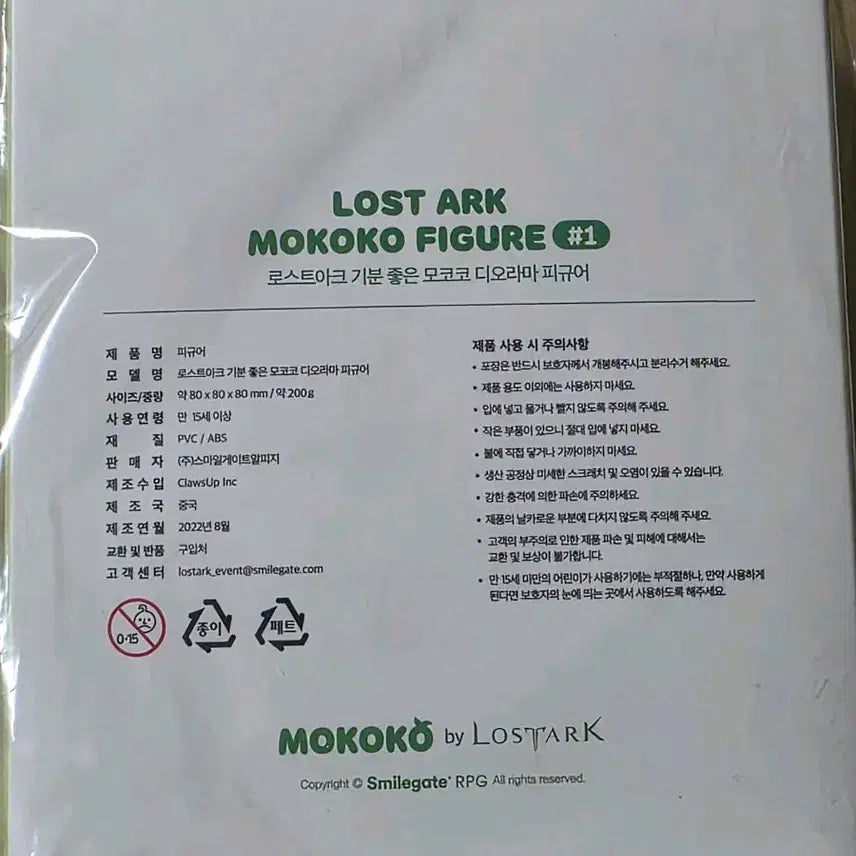 LOST ARK
MOKOKO FIGURE #1
로스트아크 기분 좋은 모코코 디오라마 피규어
제 품 명 피규어
모 델 명 로스트아크 기분 좋은 모코코 디오라마 피규어
사이즈/중량 약 80 x 80 x 80 mm / 약 200g
사용연령 만 15세 이상
재 질 PVC / ABS
판 매 자 (주)스마일게이트알피지
제조수입 ClawsUp Inc
제 조 국 중국
제조연월 2022년 8월
교환 및 반품 구입처
고객센터 lostark_event@smilegate.com
제품 사용 시 주의사항
• 포장은 반드시 보호자께서 개봉해주시고 분리수거 해주세요.
• 제품 용도 이외에는 사용하지 마세요.
• 입에 넣고 물거나 빨지 않도록 주의해 주세요.
• 작은 부품이 있으니 절대 입에 넣지 마세요.
• 불에 직접 닿거나 가까이하지 마세요.
• 생산 공정상 미세한 스크래치 및 오염이 있을 수 있습니다.
• 강한 충격에 의한 파손에 주의하세요.
• 제품의 날카로운 부분에 다치지 않도록 주의해 주세요.
• 고객의 부주의로 인한 제품 파손 및 피해에 대해서는
교환 및 보상이 불가합니다.
• 만 15세 미만의 어린이가 사용하기에는 부적절하나, 만약 사용하게
된다면 보호자의 눈에 띄는 곳에서 사용하도록 해주세요.
0-15 종이 페트
MOKOKO by LOSTARK
Copyright © Smilegate RPG All rights reserved.